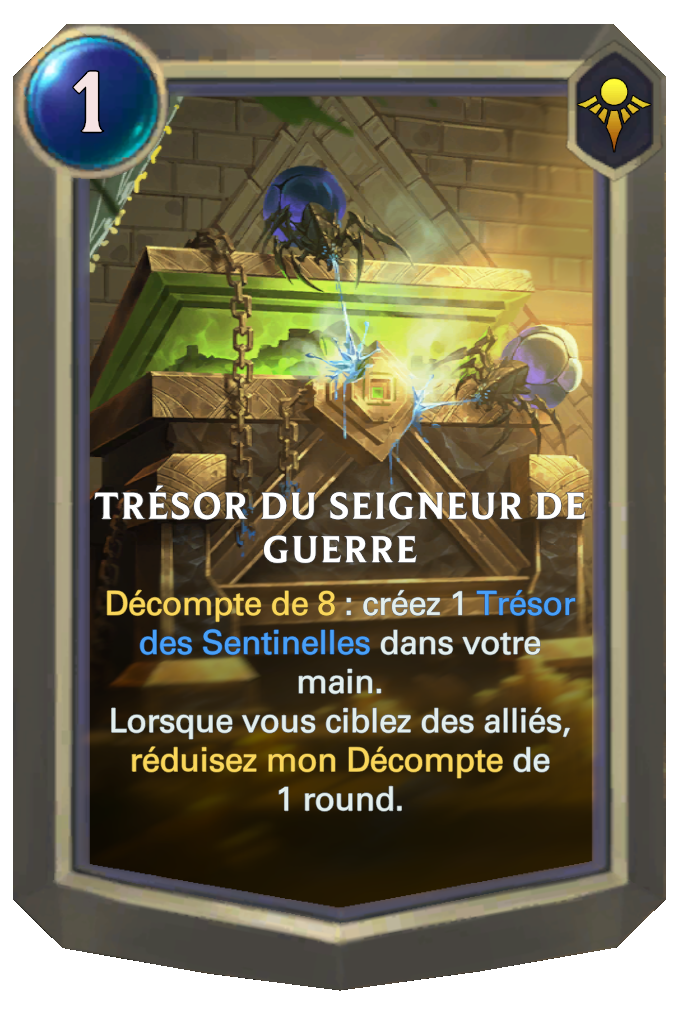 1
TRÉSOR DU SEIGNEUR DE
GUERRE
Décompte de 8 : créez 1 Trésor
des Sentinelles dans votre
main.
Lorsque vous ciblez des alliés,
réduisez mon Décompte de
1 round.